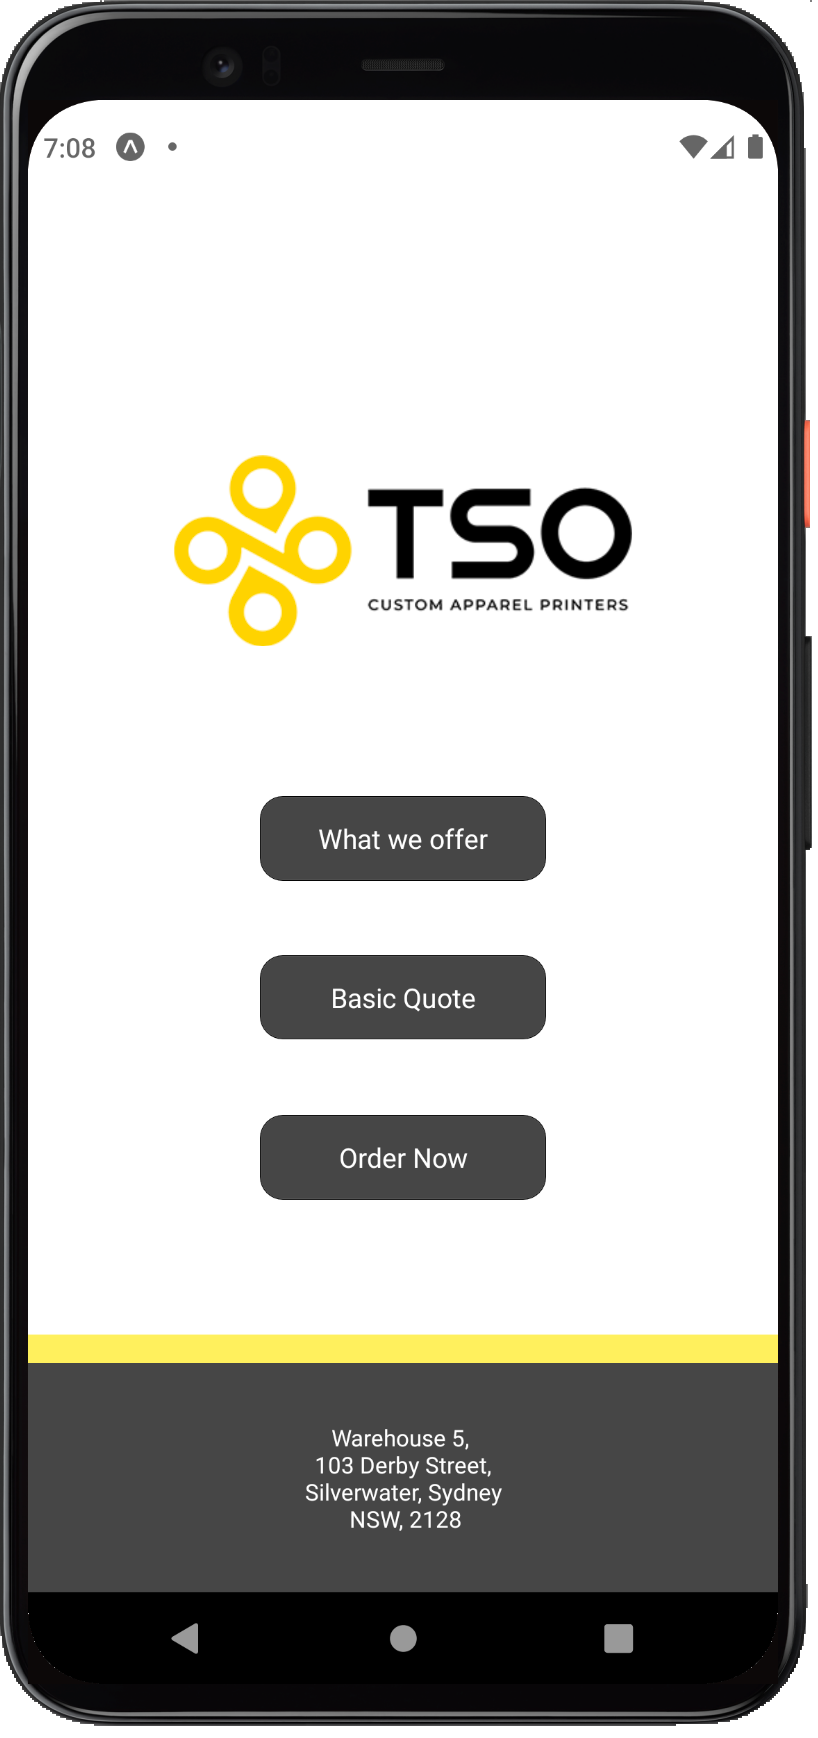 7:08
TSO
CUSTOM APPAREL PRINTERS
What we offer
Basic Quote
Order Now
Warehouse 5,
103 Derby Street,
Silverwater, Sydney
NSW, 2128